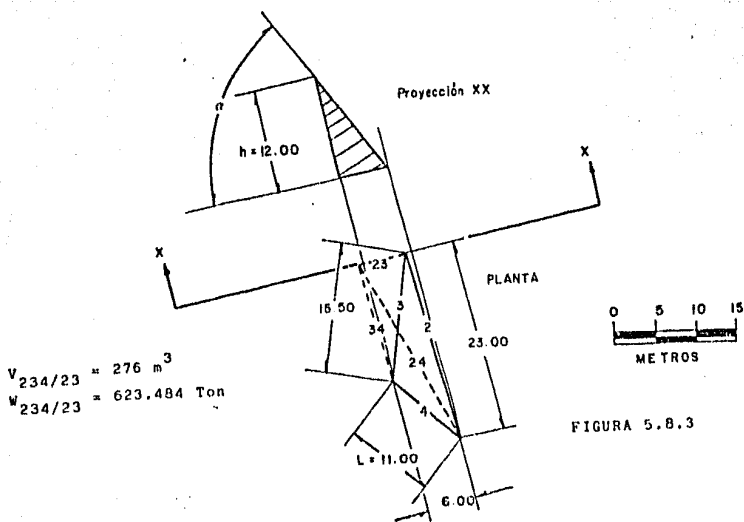 Proyección XX
α
h = 12.00
X
X
23
PLANTA
15.50
3
2
34
24
23.00
0 5 10 15
METROS
V234/23 = 276 m3
W234/23 = 623.484 Ton
4
FIGURA 5.8.3
L = 11.00
6.00